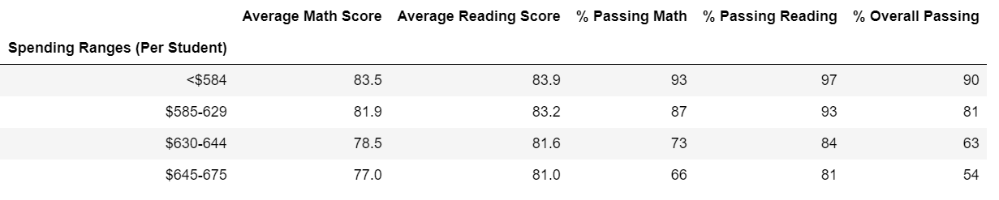 Average Math Score Average Reading Score % Passing Math % Passing Reading % Overall Passing
Spending Ranges (Per Student)
<$584 83.5 83.9 93 97 90
$585-629 81.9 83.2 87 93 81
$630-644 78.5 81.6 73 84 63
$645-675 77.0 81.0 66 81 54